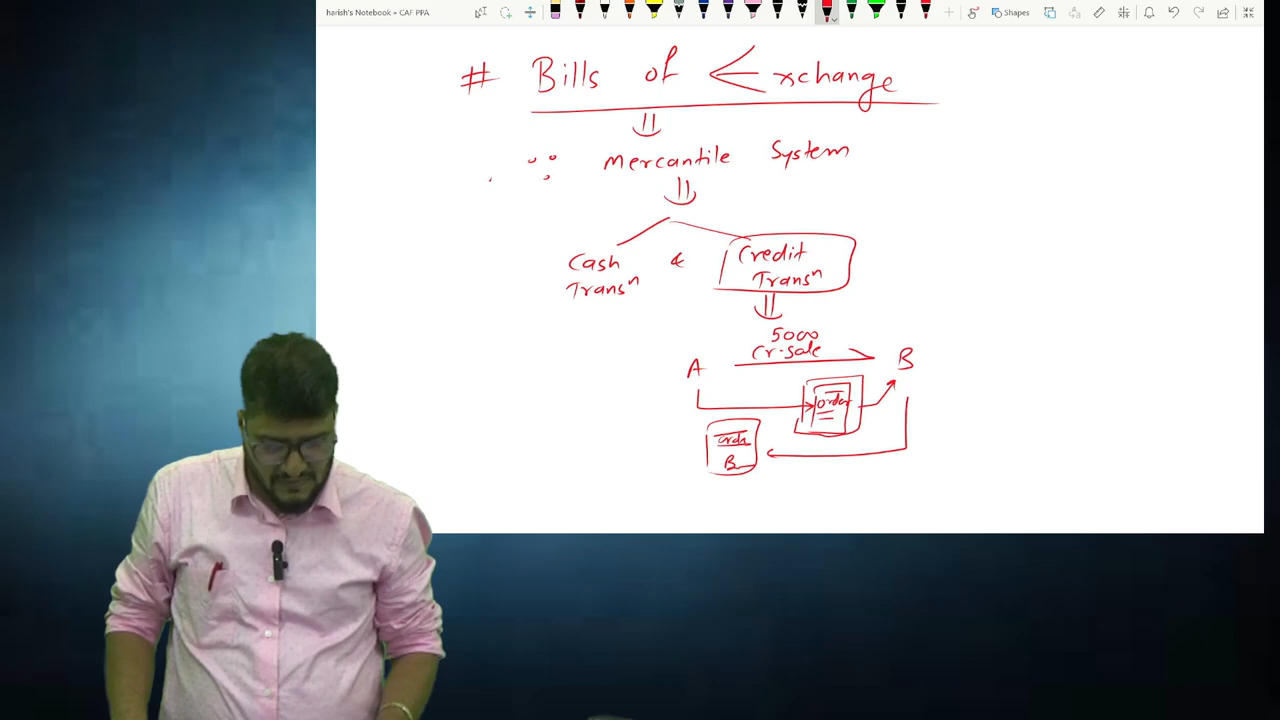 harish's Notebook » CAF PPA
Shapes
# Bills of Exchange
∵ Mercantile System
Cash & Credit
Transⁿ Transⁿ
5000
Cr. sale
A B
order
order
B